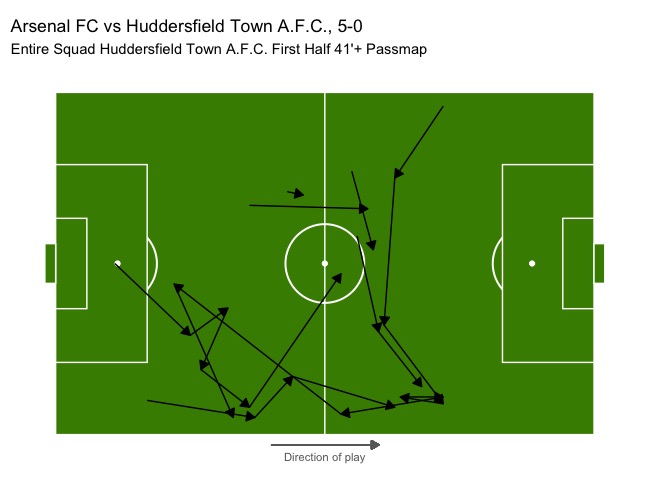 Arsenal FC vs Huddersfield Town A.F.C., 5-0
Entire Squad Huddersfield Town A.F.C. First Half 41'+ Passmap
Direction of play